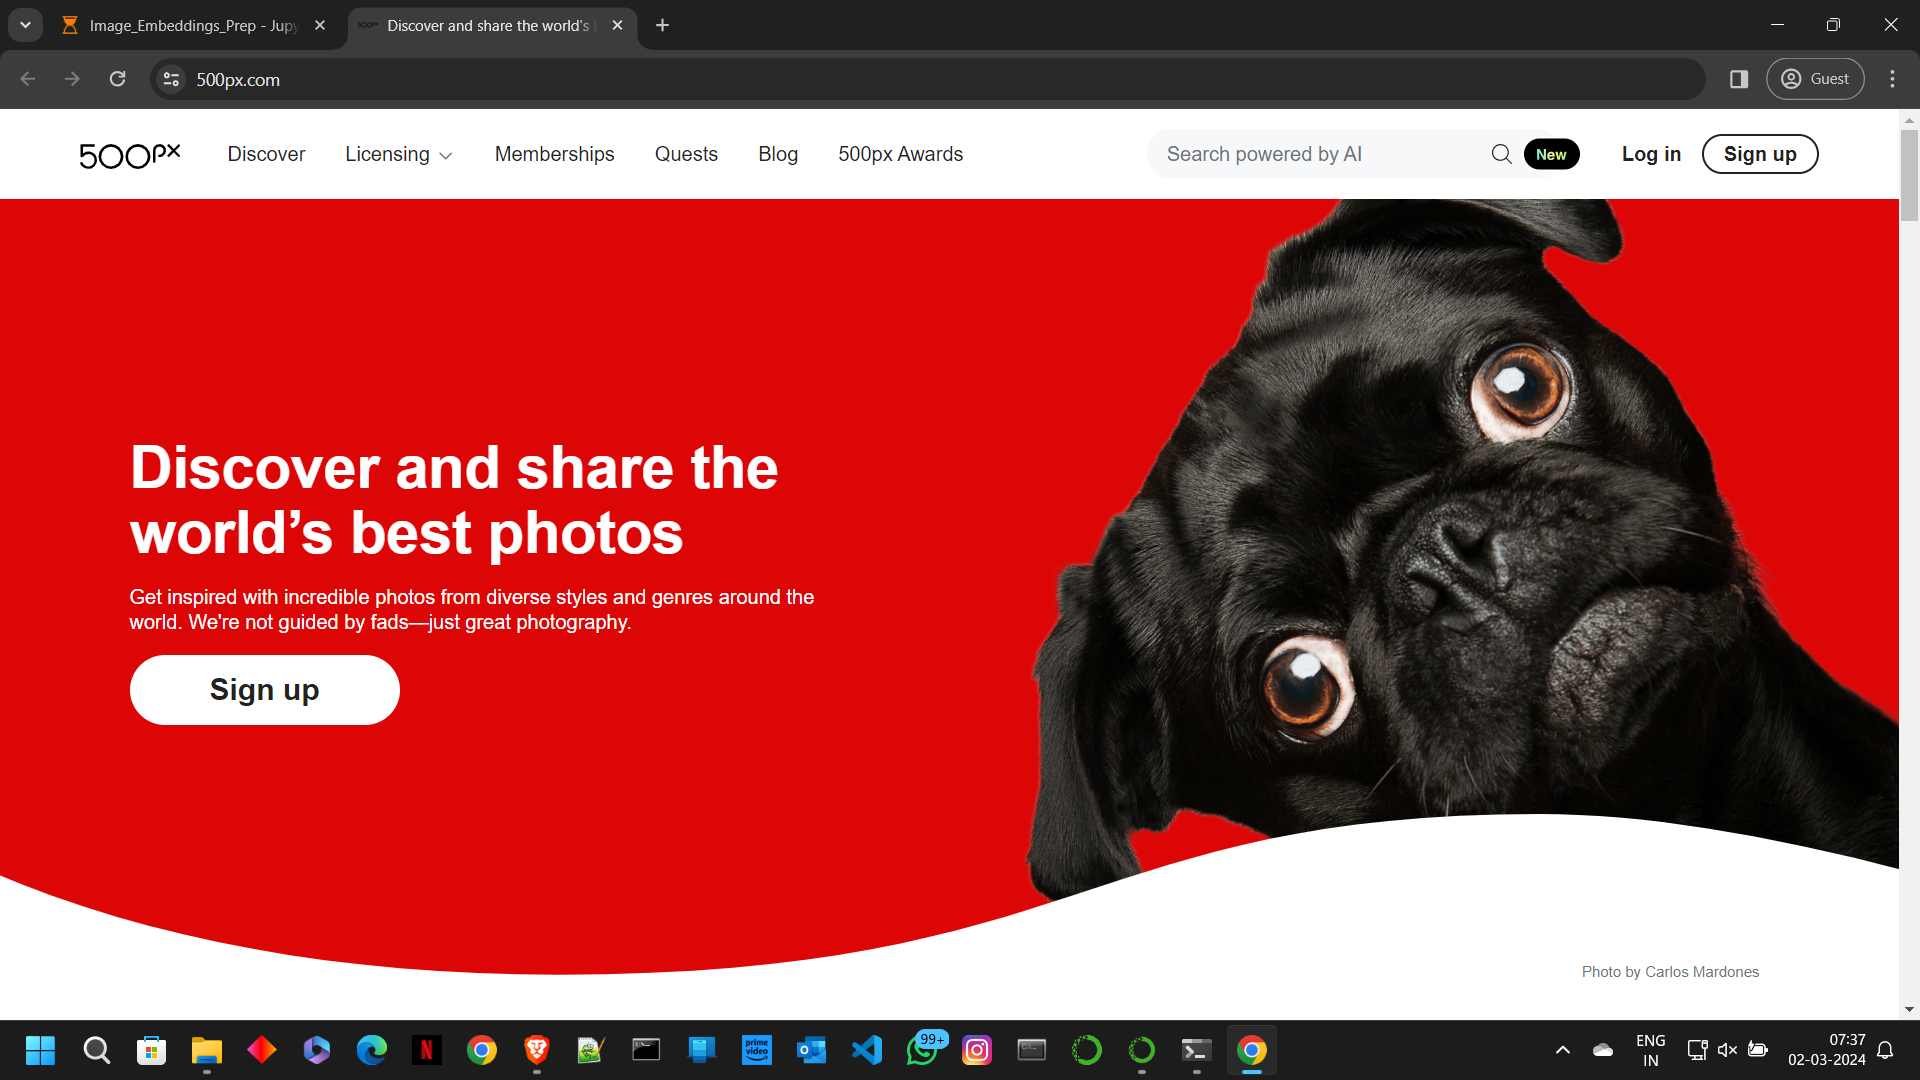 Image_Embeddings_Prep - Jupy
500px
Discover and share the world's
500px.com
Guest
500px
Discover
Licensing
Memberships
Quests
Blog
500px Awards
Search powered by AI
New
Log in
Sign up
Discover and share the
world’s best photos
Get inspired with incredible photos from diverse styles and genres around the
world. We're not guided by fads—just great photography.
Sign up
Photo by Carlos Mardones
N
prime
video
99+
ENG
IN
07:37
02-03-2024